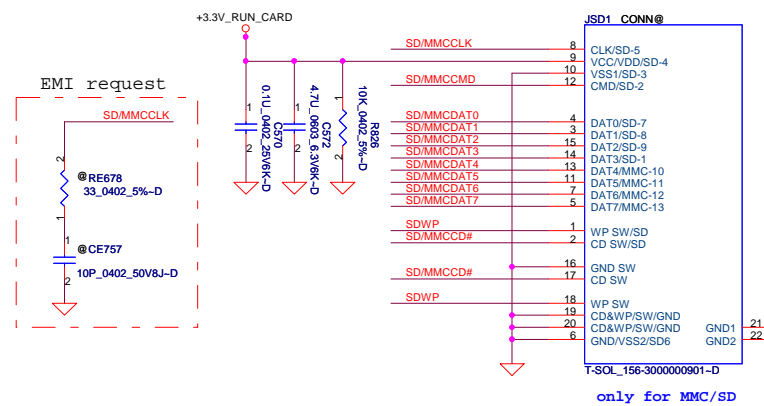 +3.3V_RUN_CARD
JSD1 CONN@
EMI request
SD/MMCCLK
@RE678
33_0402_5%~D
2
1
@CE757
10P_0402_50V8J~D
1
2
0.1U_0402_25V6K~D
C570
1
2
4.7U_0603_6.3V6K~D
C572
1
2
10K_0402_5%~D
R826
1
2
SD/MMCCLK 8 CLK/SD-5
9 VCC/VDD/SD-4
10 VSS1/SD-3
SD/MMCCMD 12 CMD/SD-2
SD/MMCDAT0 4 DAT0/SD-7
SD/MMCDAT1 3 DAT1/SD-8
SD/MMCDAT2 15 DAT2/SD-9
SD/MMCDAT3 14 DAT3/SD-1
SD/MMCDAT4 13 DAT4/MMC-10
SD/MMCDAT5 11 DAT5/MMC-11
SD/MMCDAT6 7 DAT6/MMC-12
SD/MMCDAT7 5 DAT7/MMC-13
SDWP 1 WP SW/SD
SD/MMCCD# 2 CD SW/SD
16 GND SW
SD/MMCCD# 17 CD SW
SDWP 18 WP SW
19 CD&WP/SW/GND
20 CD&WP/SW/GND GND1 21
6 GND/VSS2/SD6 GND2 22
T-SOL_156-3000000901~D
only for MMC/SD